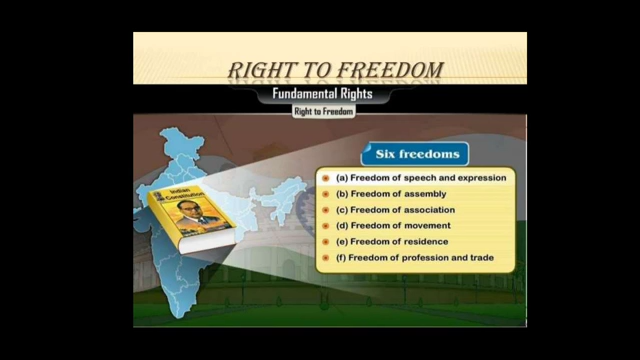 RIGHT TO FREEDOM
Fundamental Rights
Right to Freedom
Six freedoms
(a) Freedom of speech and expression
(b) Freedom of assembly
(c) Freedom of association
(d) Freedom of movement
(e) Freedom of residence
(f) Freedom of profession and trade
Indian
Constitution